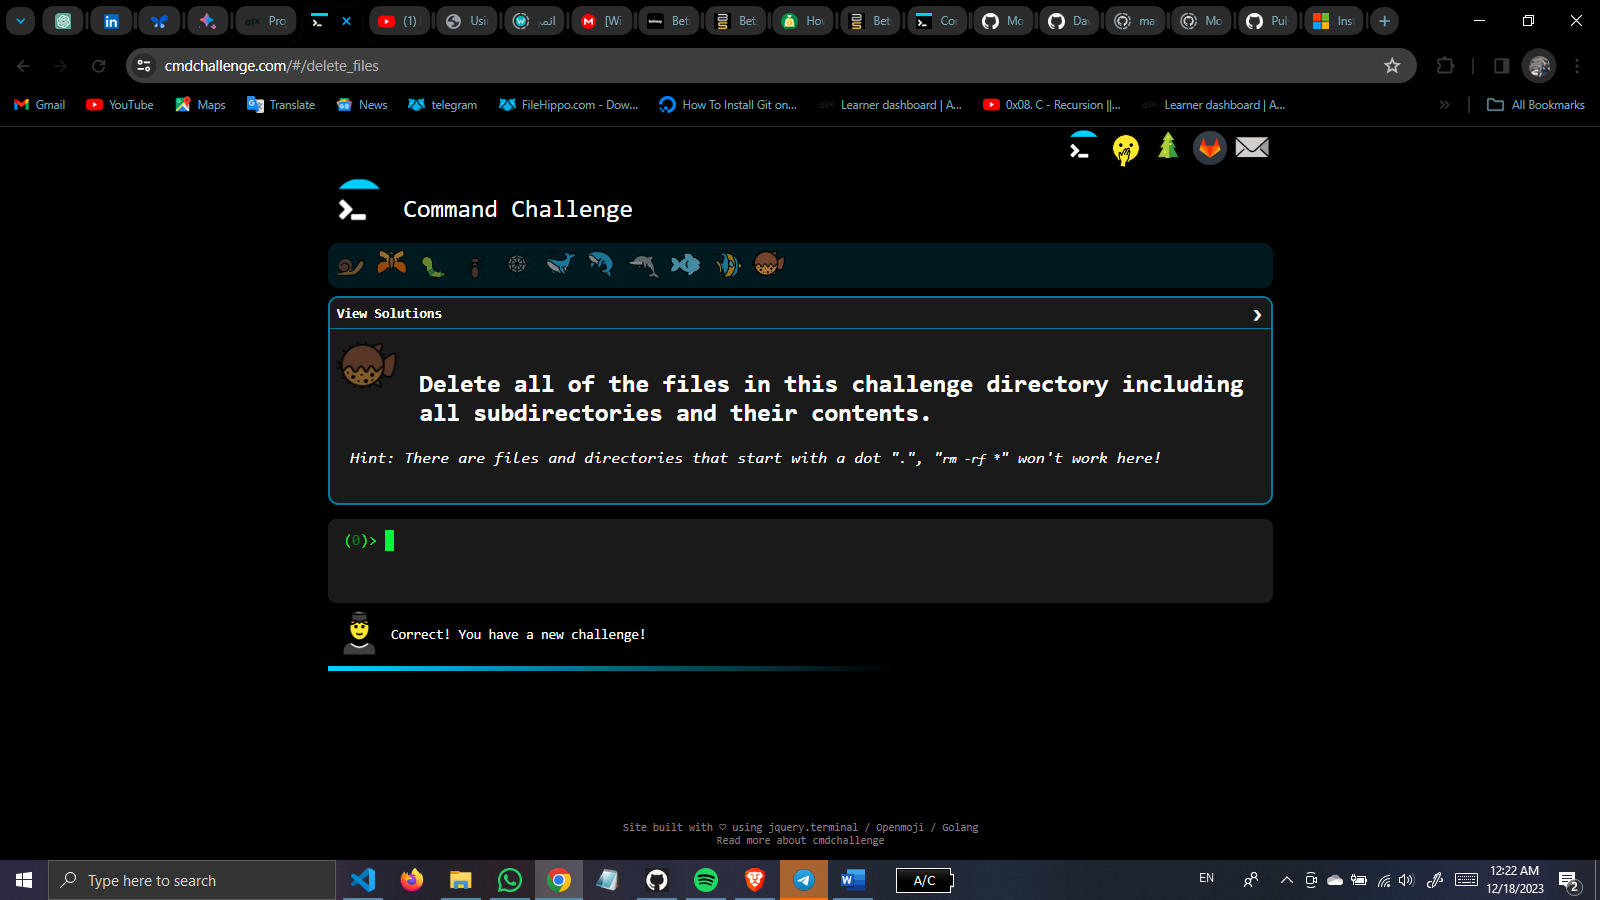 Pro
(1)
Usin
انضم
[Wi
Bet
Bet
Hov
Bet
Cor
Mo
Dav
ma
Mo
Pul
Inst
cmdchallenge.com/#/delete_files
Gmail
YouTube
Maps
Translate
News
telegram
FileHippo.com - Dow...
How To Install Git on...
Learner dashboard | A...
0x08. C - Recursion ||...
Learner dashboard | A...
All Bookmarks
Command Challenge
View Solutions
Delete all of the files in this challenge directory including
all subdirectories and their contents.
Hint: There are files and directories that start with a dot ".", "rm -rf *" won't work here!
(0)>
Correct! You have a new challenge!
Site built with ♡ using jquery.terminal / Openmoji / Golang
Read more about cmdchallenge
Type here to search
A/C
EN
12:22 AM
12/18/2023
2